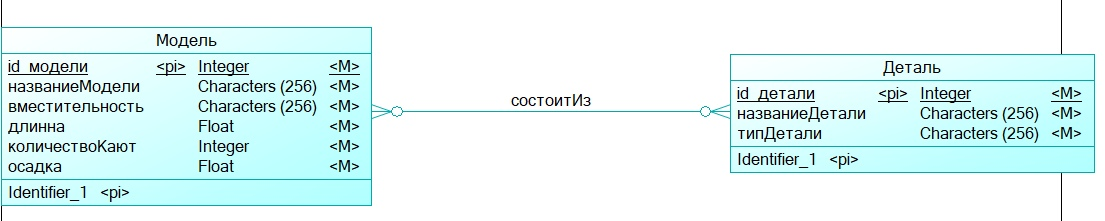 Модель
id_модели <pi> Integer <M>
названиеМодели Characters (256) <M>
вместительность Characters (256) <M>
длинна Float <M>
количествоКают Integer <M>
осадка Float <M>
Identifier_1 <pi>
состоитИз
Деталь
id_детали <pi> Integer <M>
названиеДетали Characters (256) <M>
типДетали Characters (256) <M>
Identifier_1 <pi>